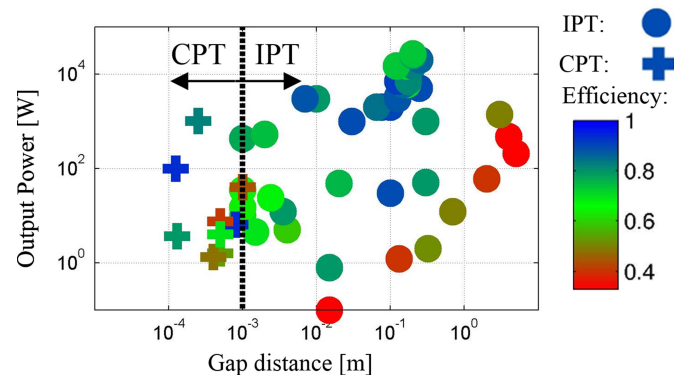 CPT IPT
Output Power [W]
10^4
10^2
10^0
10^-4 10^-3 10^-2 10^-1 10^0
Gap distance [m]
IPT:
CPT:
Efficiency:
1
0.8
0.6
0.4